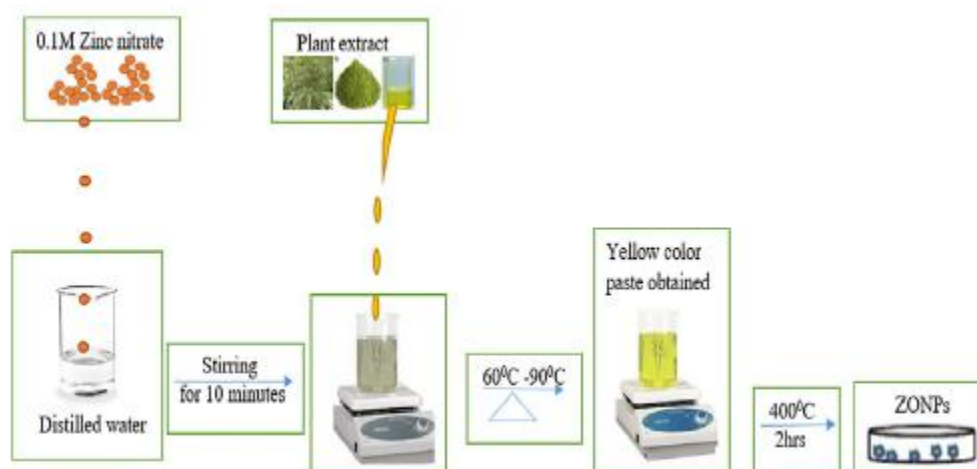 0.1M Zinc nitrate
Plant extract
Yellow color
paste obtained
Stirring
for 10 minutes
60⁰C -90⁰C
400⁰C
2hrs
ZONPs
Distilled water